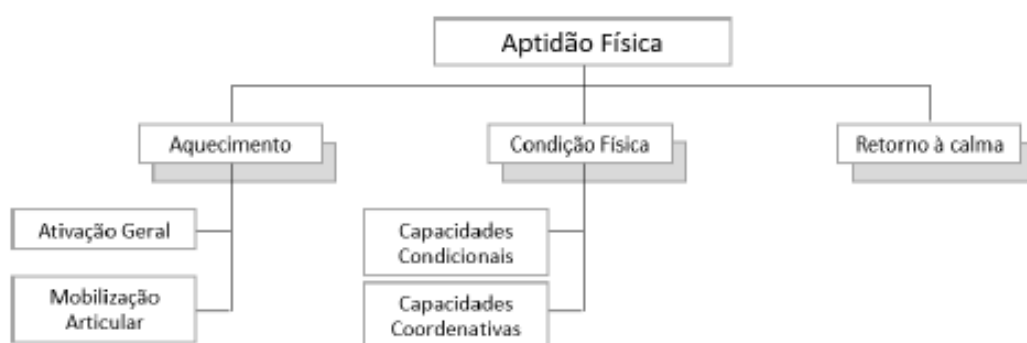 Aptidão Física
Aquecimento
Condição Física
Retorno à calma
Ativação Geral
Mobilização
Articular
Capacidades
Condicionais
Capacidades
Coordenativas